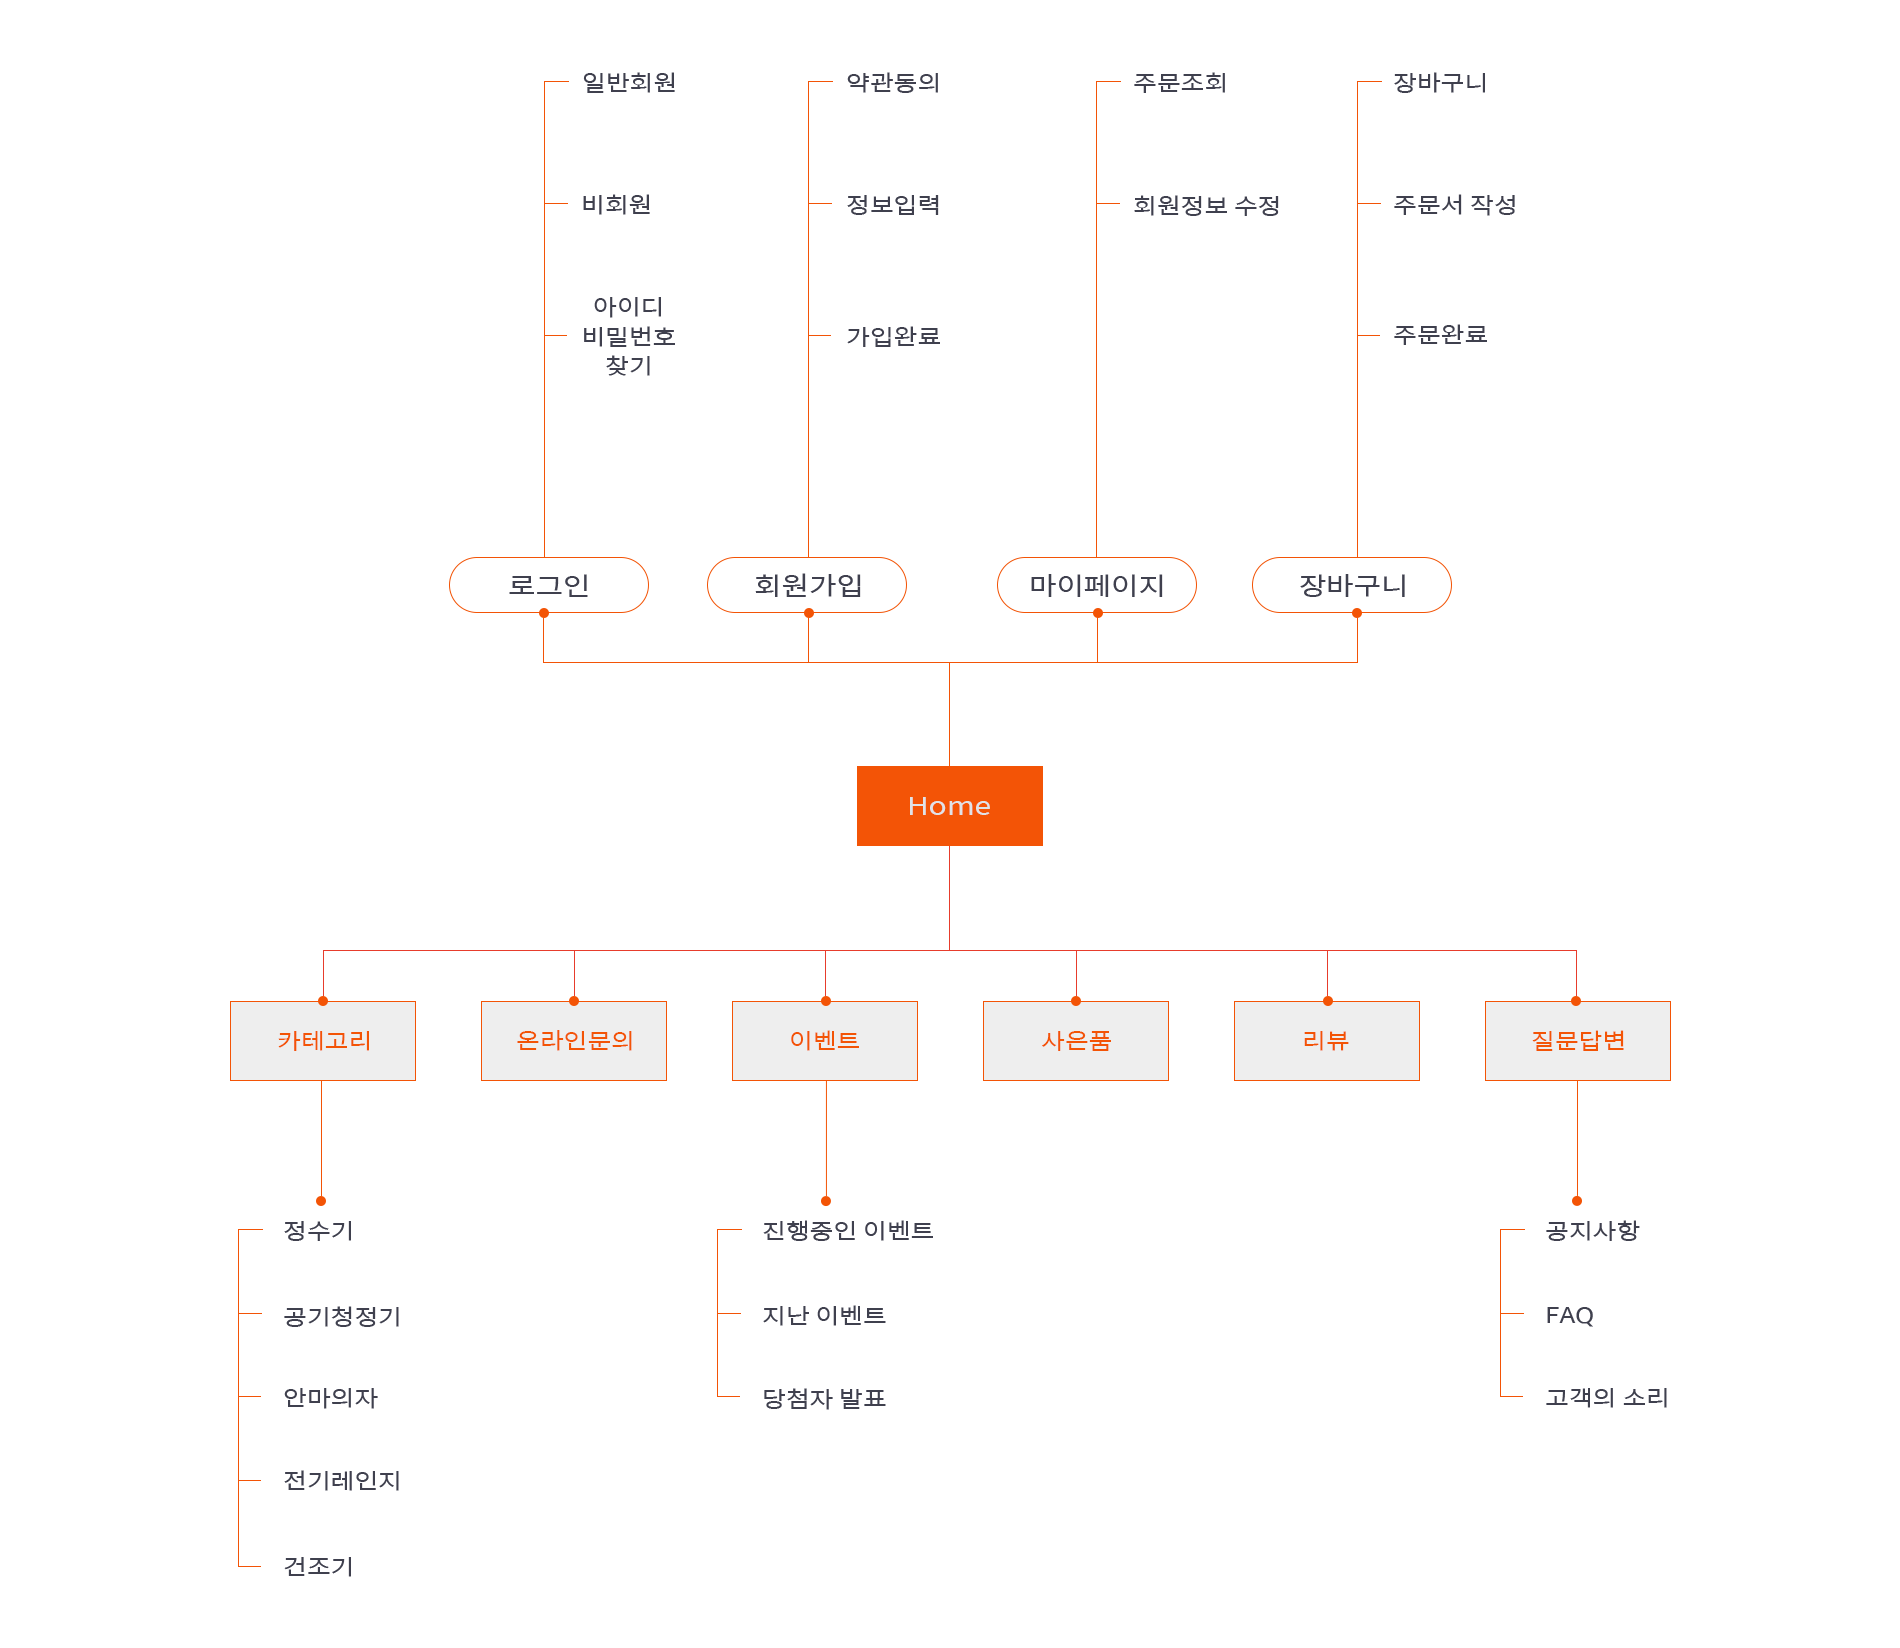 일반회원
약관동의
주문조회
장바구니
비회원
정보입력
회원정보 수정
주문서 작성
아이디
비밀번호
찾기
가입완료
주문완료
로그인
회원가입
마이페이지
장바구니
Home
카테고리
온라인문의
이벤트
사은품
리뷰
질문답변
정수기
진행중인 이벤트
공지사항
공기청정기
지난 이벤트
FAQ
안마의자
당첨자 발표
고객의 소리
전기레인지
건조기